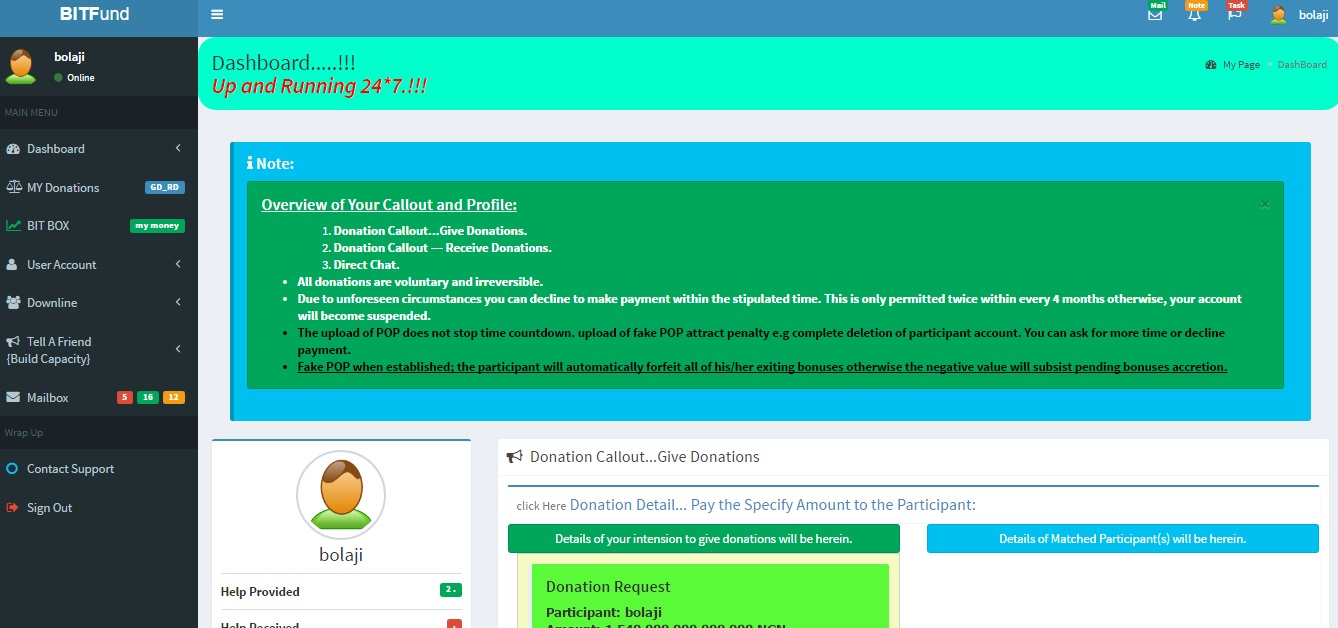 BITFund
Mail
Note
Task
bolaji
bolaji
Online
MAIN MENU
Dashboard
MY Donations GD_RD
BIT BOX my money
User Account
Downline
Tell A Friend
{Build Capacity}
Mailbox 5 16 12
Wrap Up
Contact Support
Sign Out
Dashboard.....!!!
Up and Running 24*7.!!!
My Page > DashBoard
Note:
Overview of Your Callout and Profile:
×
1. Donation Callout...Give Donations.
2. Donation Callout — Receive Donations.
3. Direct Chat.
• All donations are voluntary and irreversible.
• Due to unforeseen circumstances you can decline to make payment within the stipulated time. This is only permitted twice within every 4 months otherwise, your account
will become suspended.
• The upload of POP does not stop time countdown. upload of fake POP attract penalty e.g complete deletion of participant account. You can ask for more time or decline
payment.
• Fake POP when established; the participant will automatically forfeit all of his/her exiting bonuses otherwise the negative value will subsist pending bonuses accretion.
bolaji
Help Provided 2 -
Help Received
Donation Callout...Give Donations
click Here Donation Detail... Pay the Specify Amount to the Participant:
Details of your intension to give donations will be herein.
Details of Matched Participant(s) will be herein.
Donation Request
Participant: bolaji